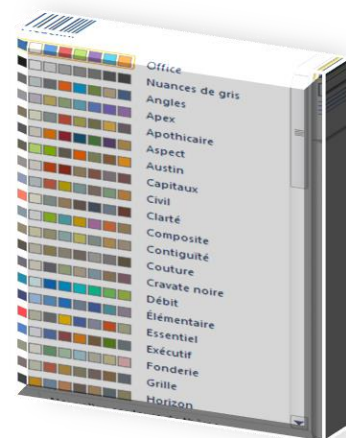 Office
Nuances de gris
Angles
Apex
Apothicaire
Aspect
Austin
Capitaux
Civil
Clarté
Composite
Contiguïté
Couture
Cravate noire
Débit
Élémentaire
Essentiel
Exécutif
Fonderie
Grille
Horizon